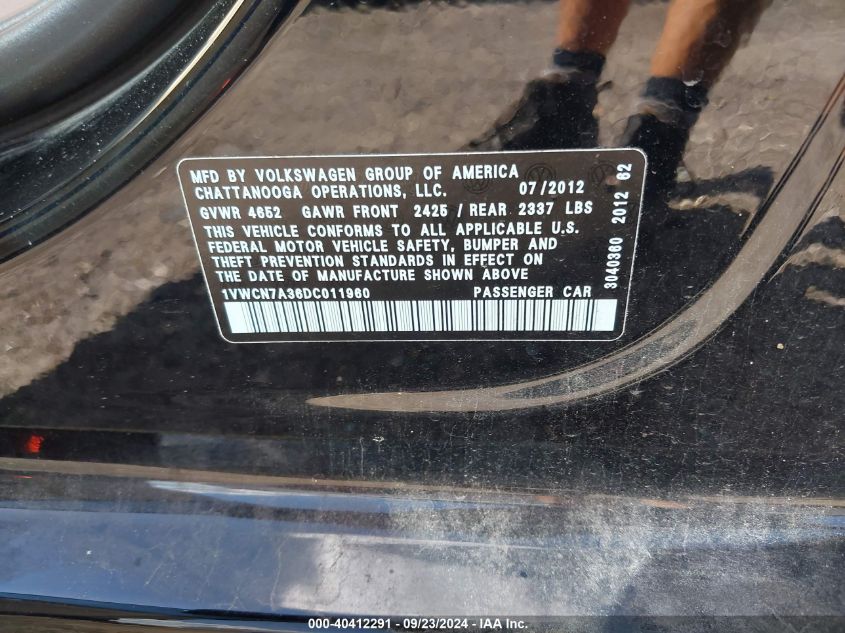 MFD BY VOLKSWAGEN GROUP OF AMERICA
CHATTANOOGA OPERATIONS, LLC. 07/2012
GVWR 4652 GAWR FRONT 2425 / REAR 2337 LBS
THIS VEHICLE CONFORMS TO ALL APPLICABLE U.S.
FEDERAL MOTOR VEHICLE SAFETY, BUMPER AND
THEFT PREVENTION STANDARDS IN EFFECT ON
THE DATE OF MANUFACTURE SHOWN ABOVE
1VWCN7A36DC011960 PASSENGER CAR
3040360 2012 62
000-40412291 - 09/23/2024 - IAA Inc.